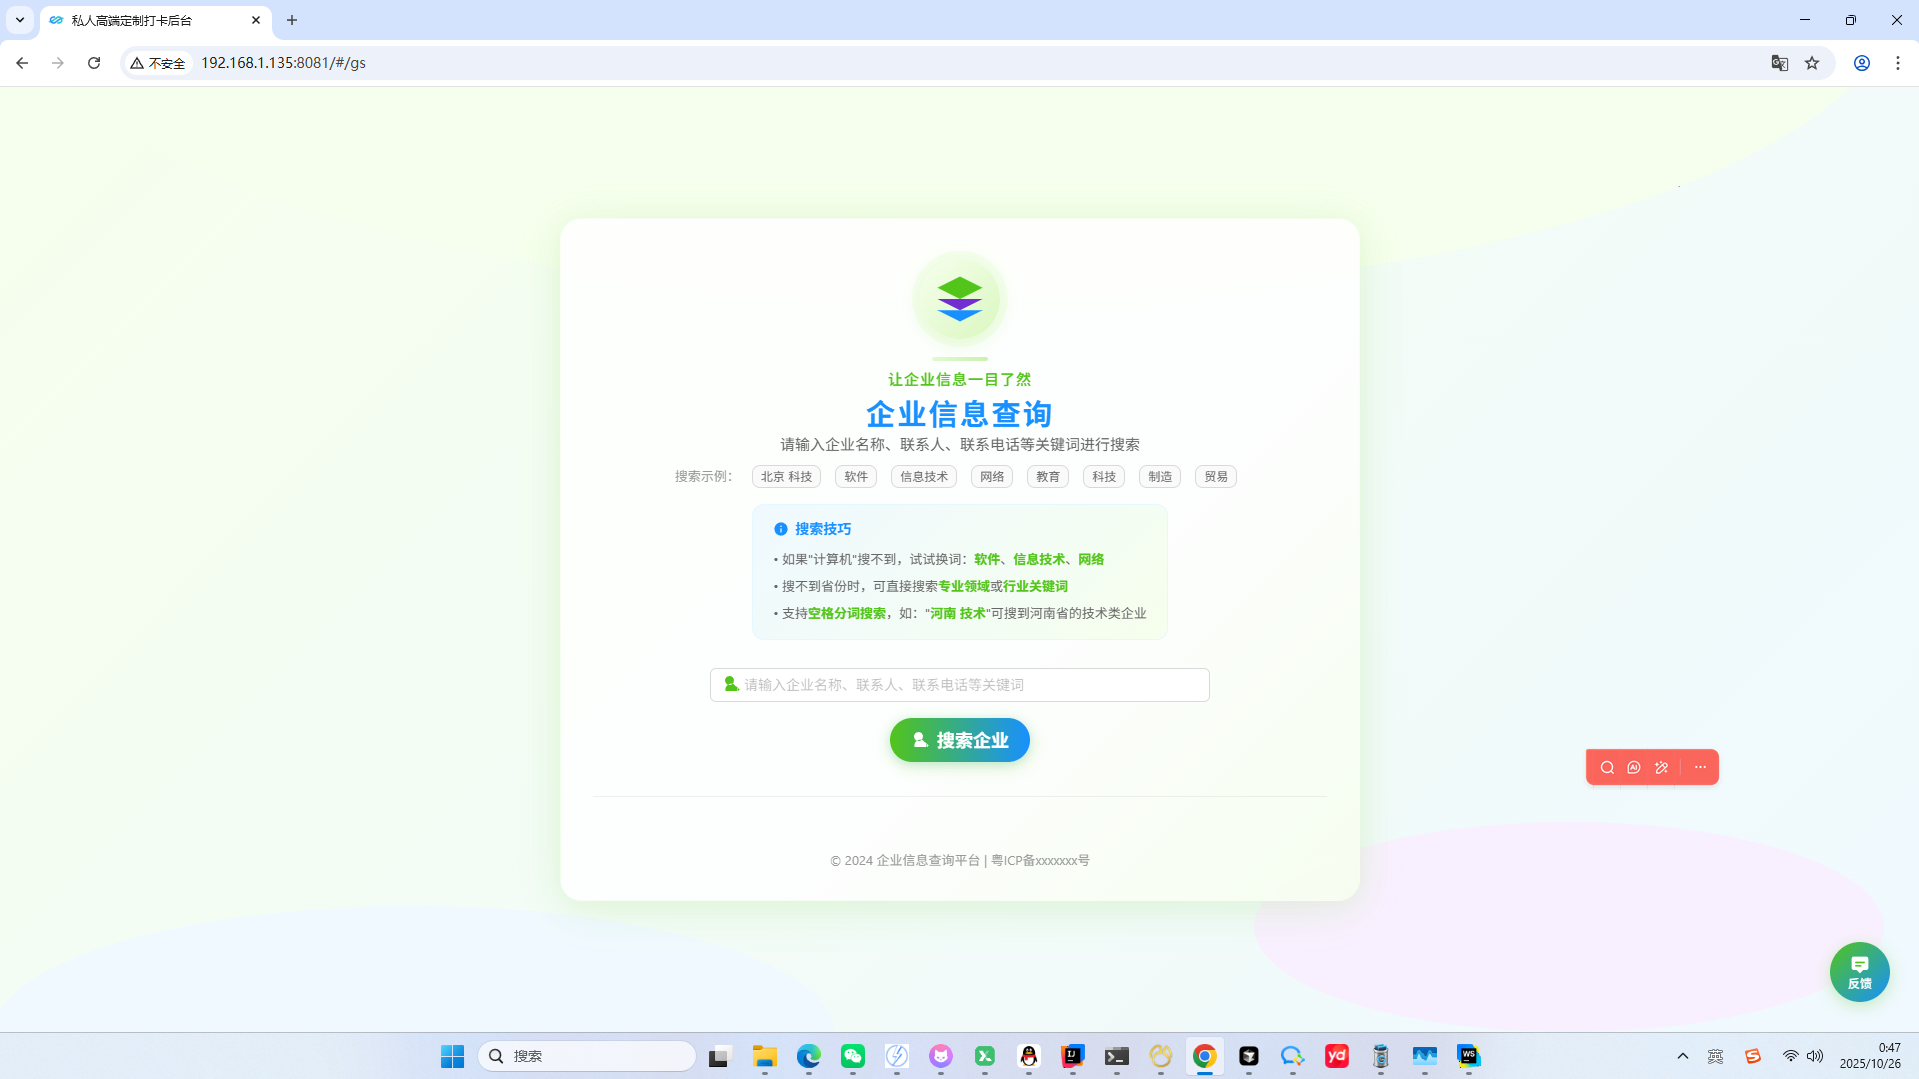 私人高端定制打卡后台
不安全
192.168.1.135:8081/#/gs
让企业信息一目了然
企业信息查询
请输入企业名称、联系人、联系电话等关键词进行搜索
搜索示例： 北京 科技 软件 信息技术 网络 教育 科技 制造 贸易
搜索技巧
• 如果"计算机"搜不到，试试换词：软件、信息技术、网络
• 搜不到省份时，可直接搜索专业领域或行业关键词
• 支持空格分词搜索，如："河南 技术"可搜到河南省的技术类企业
请输入企业名称、联系人、联系电话等关键词
搜索企业
AI
© 2024 企业信息查询平台 | 粤ICP备xxxxxxx号
反馈
搜索
IJ
yd
WS
英
0:47
2025/10/26